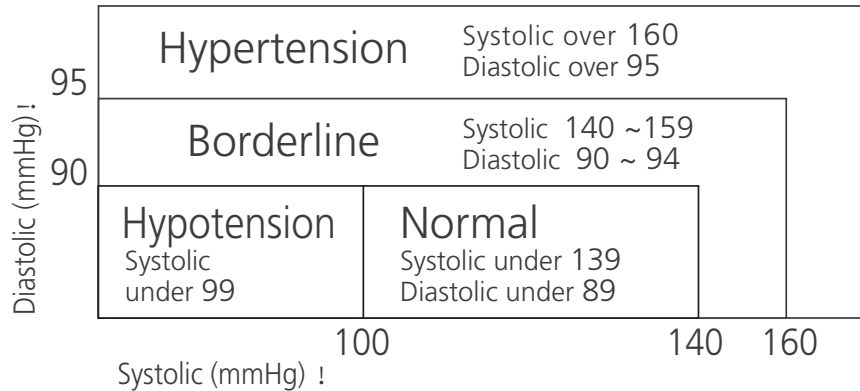 Hypertension
Systolic over 160
Diastolic over 95
95
Borderline
Systolic 140 ~159
Diastolic 90 ~ 94
90
Hypotension
Systolic
under 99
Normal
Systolic under 139
Diastolic under 89
Diastolic (mmHg) !
100
140
160
Systolic (mmHg) !